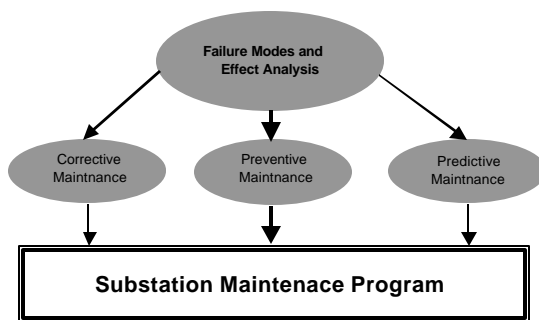 Failure Modes and
Effect Analysis
Corrective
Maintnance
Preventive
Maintnance
Predictive
Maintnance
Substation Maintenace Program